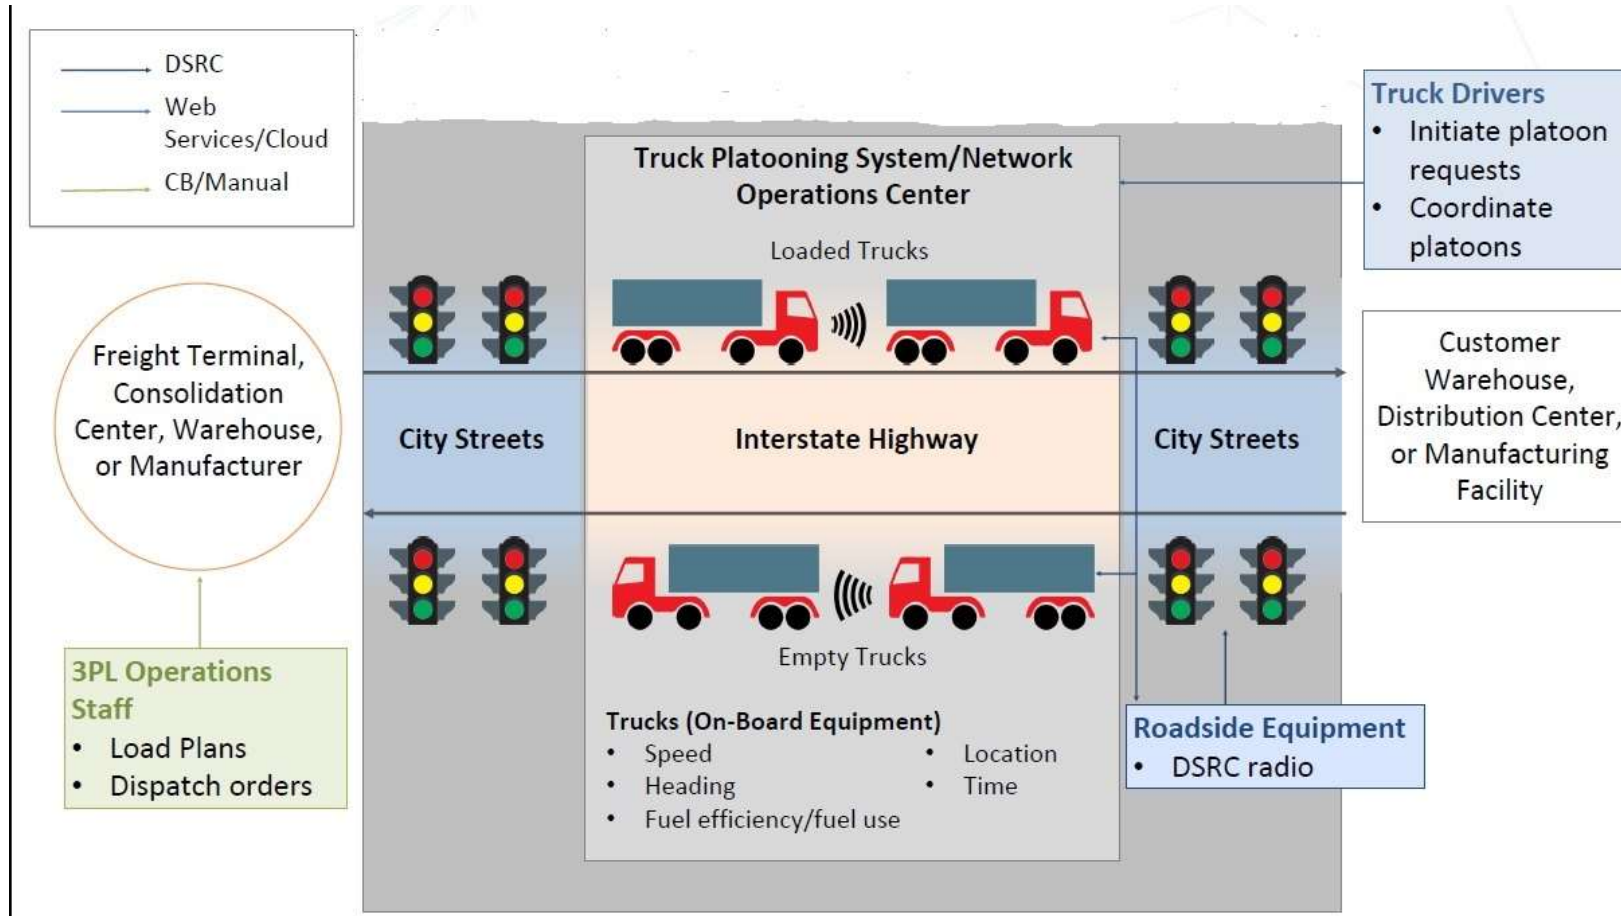 DSRC
Web
Services/Cloud
CB/Manual
Truck Platooning System/Network
Operations Center
Loaded Trucks
Truck Drivers
• Initiate platoon
requests
• Coordinate
platoons
Freight Terminal,
Consolidation
Center, Warehouse,
or Manufacturer
City Streets
Interstate Highway
City Streets
Customer
Warehouse,
Distribution Center,
or Manufacturing
Facility
Empty Trucks
3PL Operations
Staff
• Load Plans
• Dispatch orders
Trucks (On-Board Equipment)
• Speed
• Heading
• Fuel efficiency/fuel use
• Location
• Time
Roadside Equipment
• DSRC radio